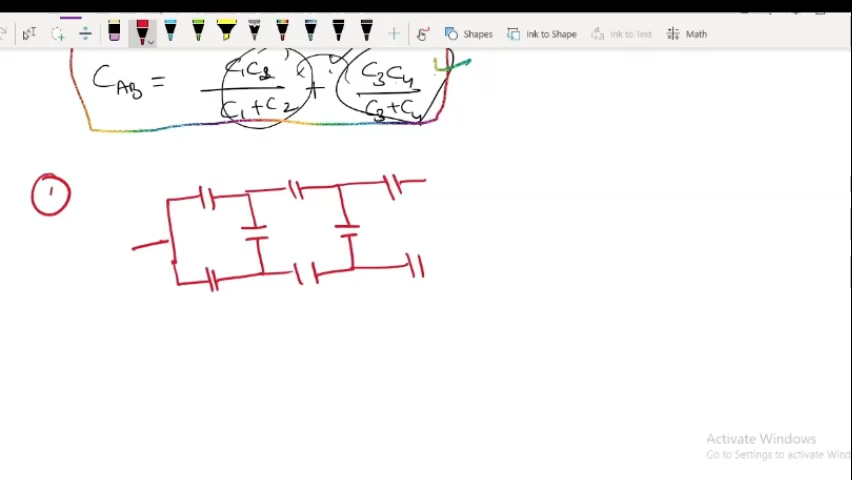 Shapes Ink to Shape Ink to Text Math
C_AB = C₁C₂/(C₁+C₂) + C₃C₄/(C₃+C₄)
1
Activate Windows
Go to Settings to activate Wind